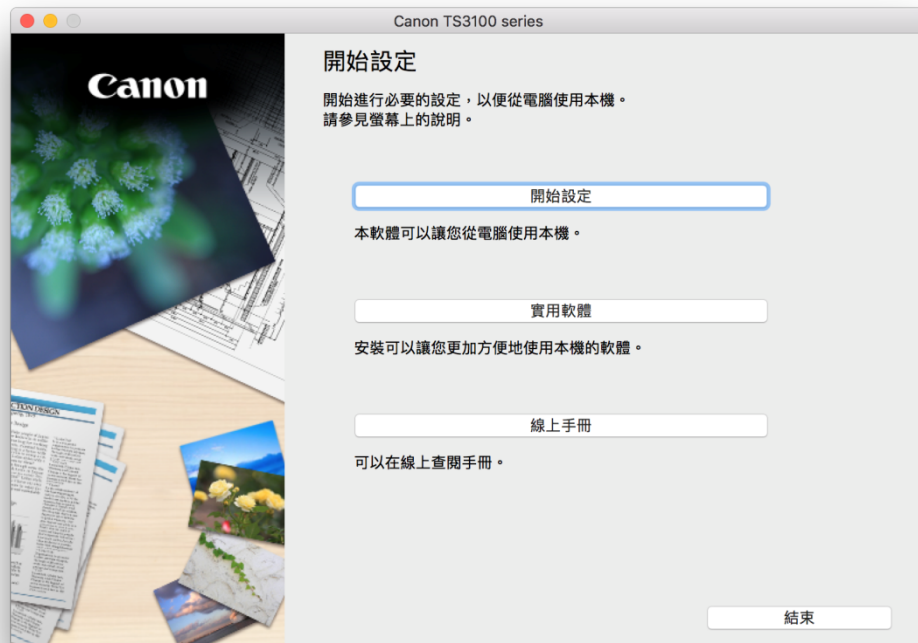 Canon TS3100 series
Canon
開始設定
開始進行必要的設定，以便從電腦使用本機。
請參見螢幕上的說明。
開始設定
本軟體可以讓您從電腦使用本機。
實用軟體
安裝可以讓您更加方便地使用本機的軟體。
線上手冊
可以在線上查閱手冊。
CTION DESIGN
結束